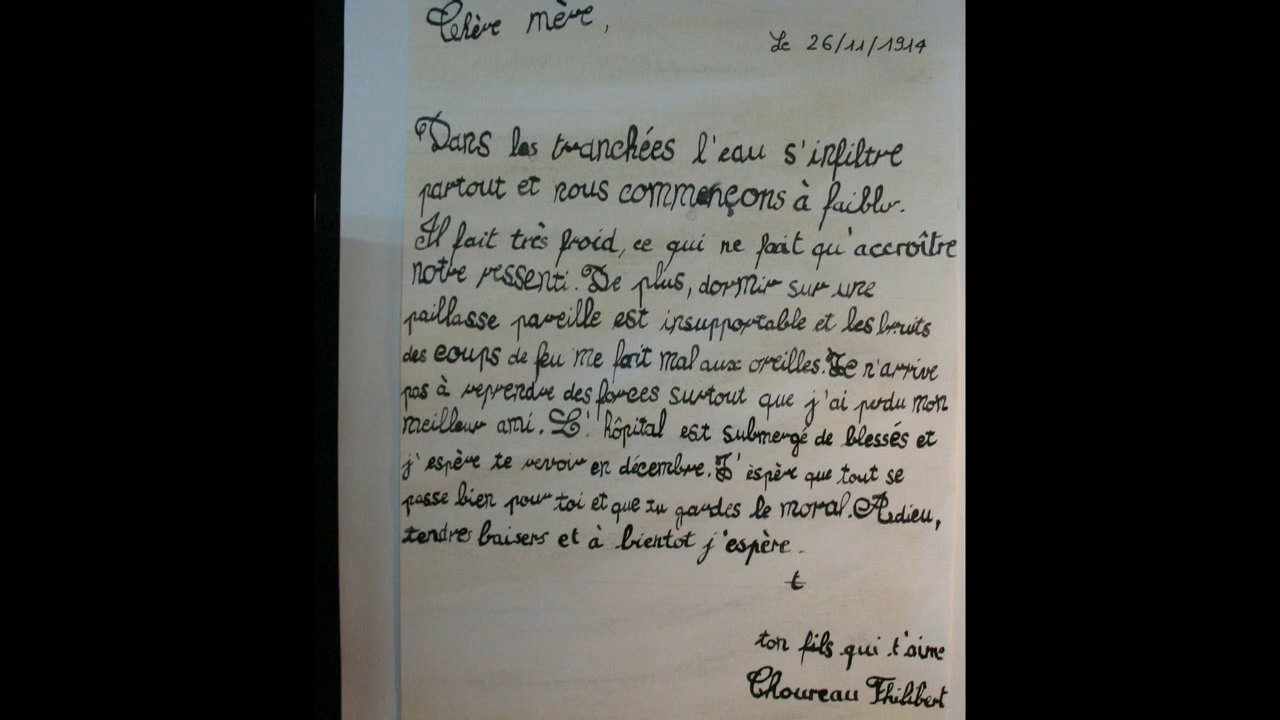 Chère mère,
Le 26/11/1914
Dans les tranchées l'eau s'infiltre
partout et nous commençons à faiblir.
Il fait très froid, ce qui ne fait qu'accroître
notre ressenti. De plus, dormir sur une
paillasse pareille est insupportable et les bruits
des coups de feu me fait mal aux oreilles. Je n'arrive
pas à reprendre des forces surtout que j'ai perdu mon
meilleur ami. L'hôpital est submergé de blessés et
j'espère te revoir en décembre. J'espère que tout se
passe bien pour toi et que tu gardes le moral. Adieu,
tendres baisers et à bientot j'espère.
t
ton fils qui t'aime
Choureau Philibert